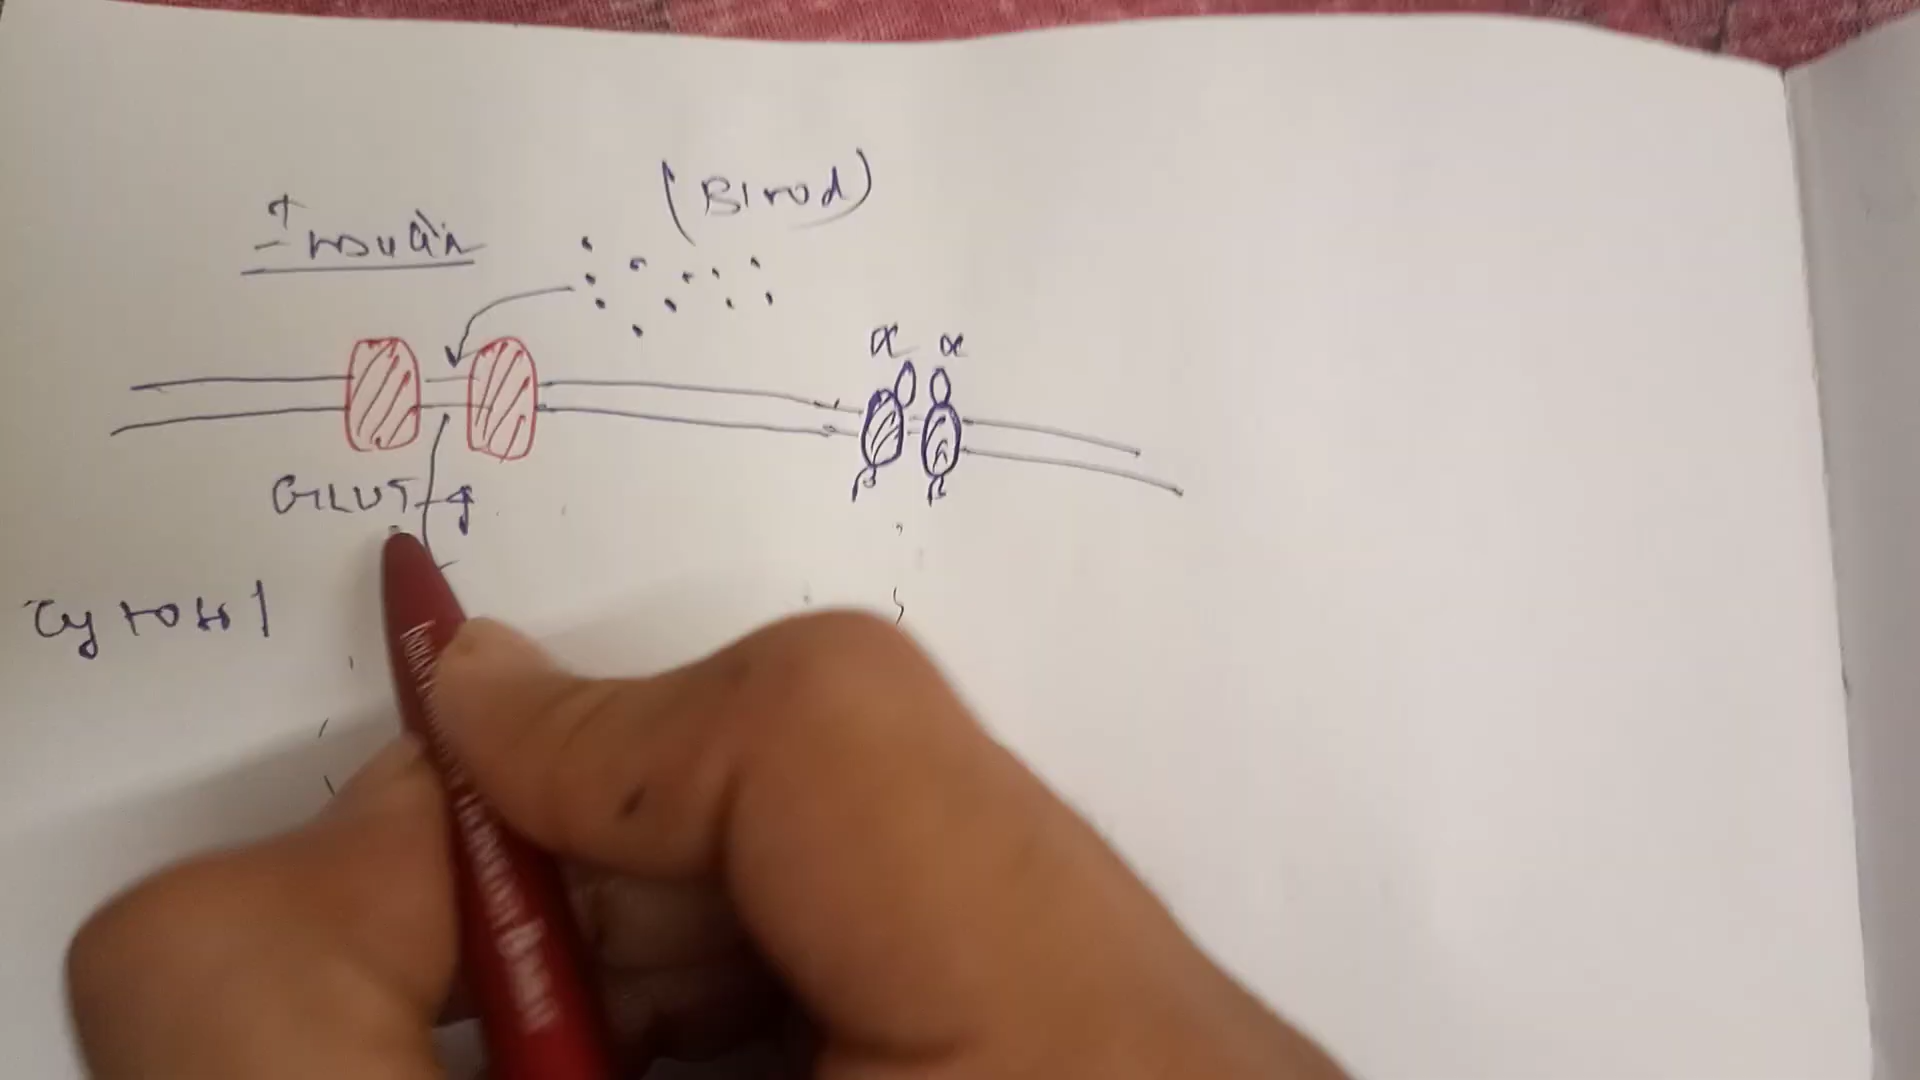 (Blood)
Insulin
α α
β β
GLUT-4
Cytosol